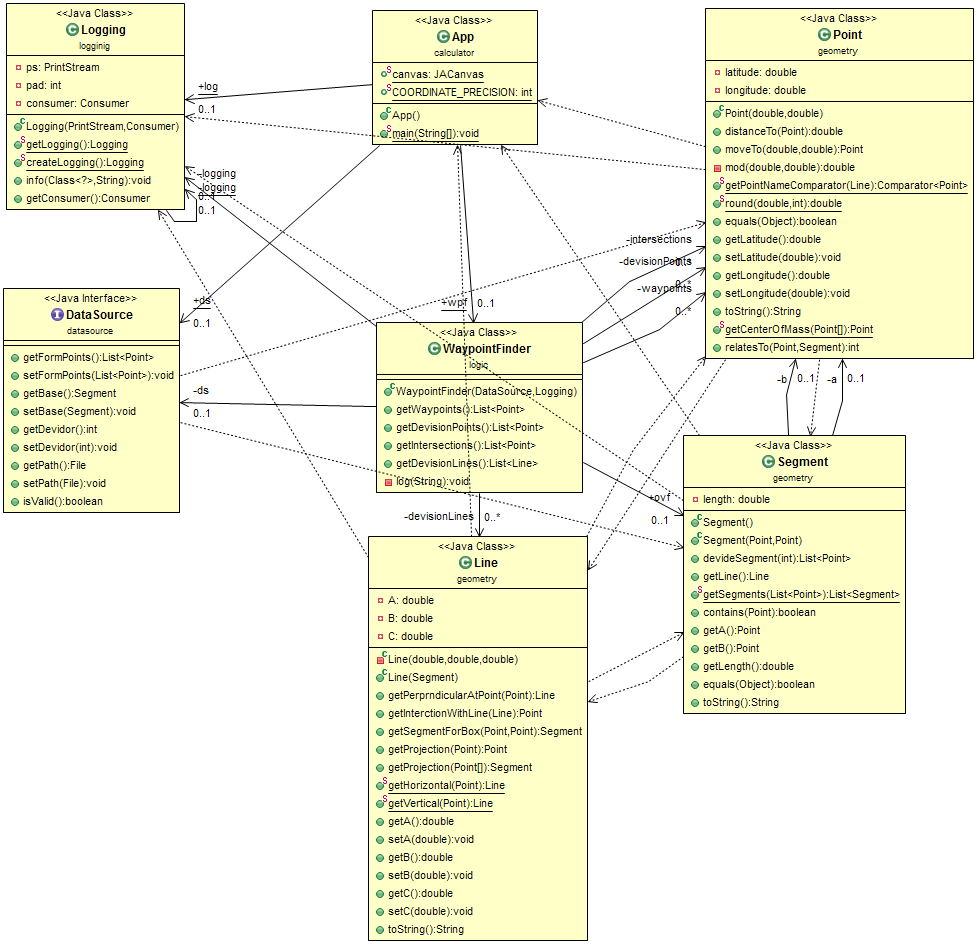 <<Java Class>>
Logging
logginig
ps: PrintStream
pad: int
consumer: Consumer
Logging(PrintStream,Consumer)
getLogging():Logging
createLogging():Logging
info(Class<?>,String):void
getConsumer():Consumer
<<Java Class>>
App
calculator
canvas: JACanvas
COORDINATE_PRECISION: int
App()
main(String[]):void
<<Java Class>>
Point
geometry
latitude: double
longitude: double
Point(double,double)
distanceTo(Point):double
moveTo(double,double):Point
mod(double,double):double
getPointNameComparator(Line):Comparator<Point>
round(double,int):double
equals(Object):boolean
getLatitude():double
setLatitude(double):void
getLongitude():double
setLongitude(double):void
toString():String
getCenterOfMass(Point[]):Point
relatesTo(Point,Segment):int
+log
0..1
-logging
-logging
0..1
0..1
-intersections
-devisionPoints
0..*
-waypoints
0..*
0..*
<<Java Interface>>
DataSource
datasource
getFormPoints():List<Point>
setFormPoints(List<Point>):void
getBase():Segment
setBase(Segment):void
getDevidor():int
setDevidor(int):void
getPath():File
setPath(File):void
isValid():boolean
+ds
0..1
-ds
0..1
+wpf
0..1
<<Java Class>>
WaypointFinder
logic
WaypointFinder(DataSource,Logging)
getWaypoints():List<Point>
getDevisionPoints():List<Point>
getIntersections():List<Point>
getDevisionLines():List<Line>
log(String):void
-b
0..1
-a
0..1
+ovf
0..1
-devisionLines
0..*
<<Java Class>>
Segment
geometry
length: double
Segment()
Segment(Point,Point)
devideSegment(int):List<Point>
getLine():Line
getSegments(List<Point>):List<Segment>
contains(Point):boolean
getA():Point
getB():Point
getLength():double
equals(Object):boolean
toString():String
<<Java Class>>
Line
geometry
A: double
B: double
C: double
Line(double,double,double)
Line(Segment)
getPerprndicularAtPoint(Point):Line
getInterctionWithLine(Line):Point
getSegmentForBox(Point,Point):Segment
getProjection(Point):Point
getProjection(Point[]):Segment
getHorizontal(Point):Line
getVertical(Point):Line
getA():double
setA(double):void
getB():double
setB(double):void
getC():double
setC(double):void
toString():String